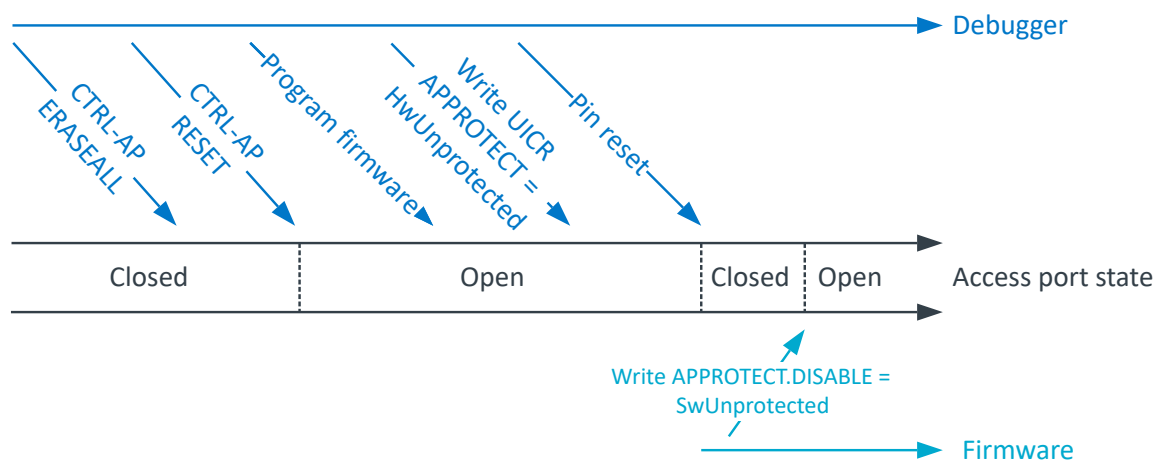 Debugger
CTRL-AP
ERASEALL
CTRL-AP
RESET
Program firmware
Write UICR
APPROTECT =
HwUnprotected
Pin reset
Closed
Open
Closed
Open
Access port state
Write APPROTECT.DISABLE =
SwUnprotected
Firmware